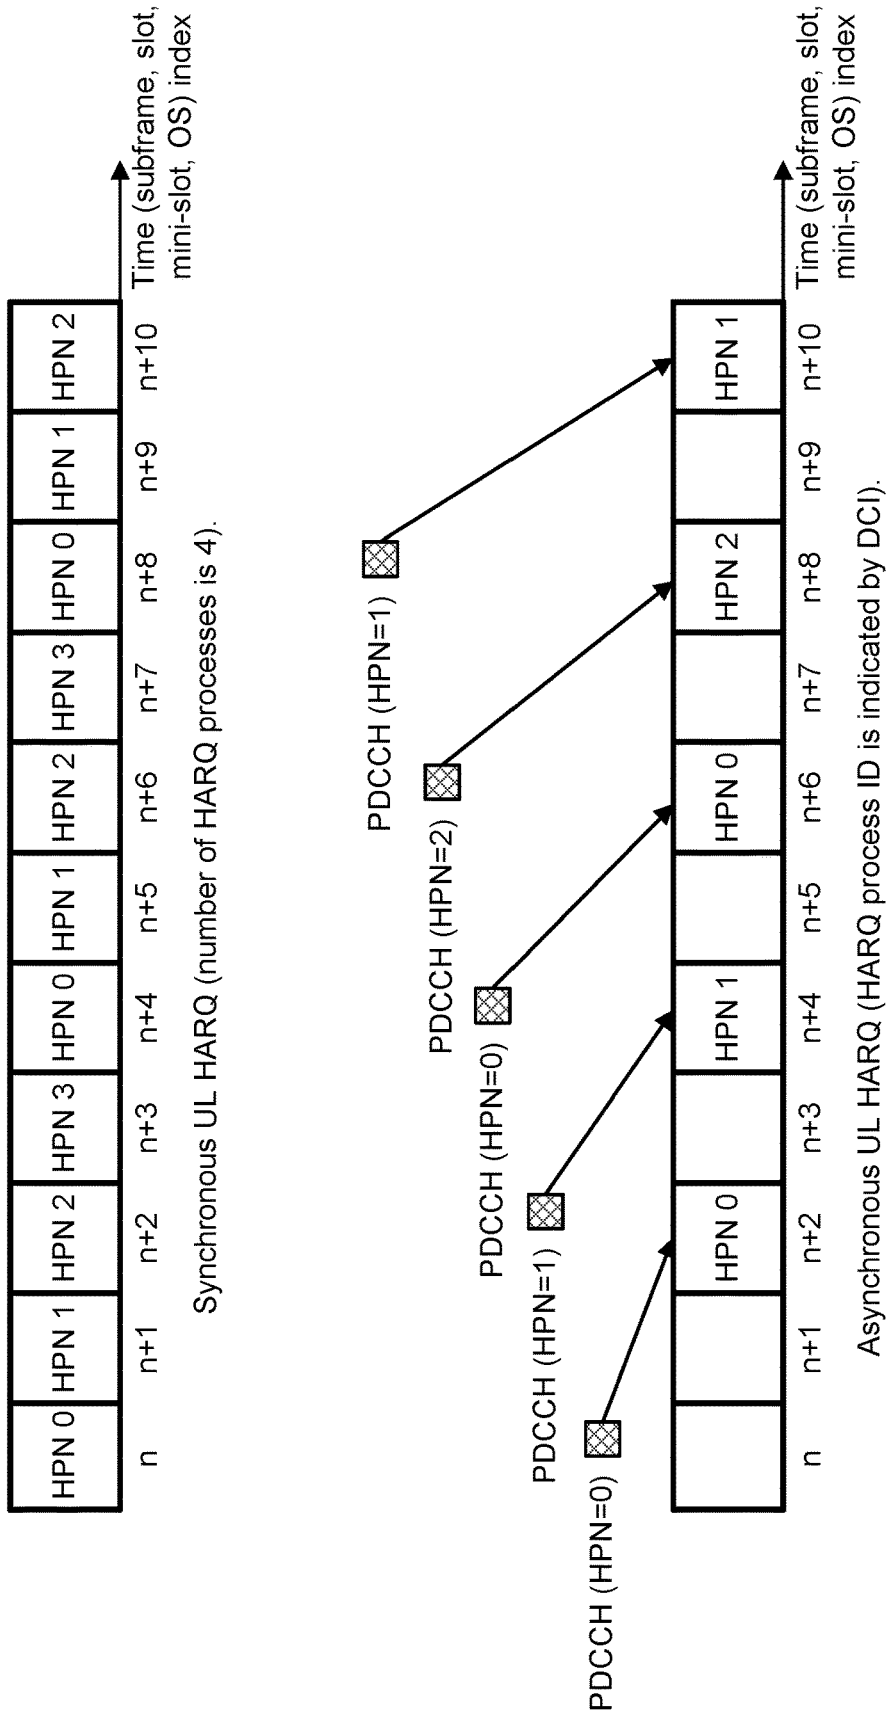 HPN 0 HPN 1 HPN 2 HPN 3 HPN 0 HPN 1 HPN 2 HPN 3 HPN 0 HPN 1 HPN 2
n n+1 n+2 n+3 n+4 n+5 n+6 n+7 n+8 n+9 n+10
Time (subframe, slot,
mini-slot, OS) index
Synchronous UL HARQ (number of HARQ processes is 4).
PDCCH (HPN=1)
PDCCH (HPN=2)
PDCCH (HPN=0)
PDCCH (HPN=1)
PDCCH (HPN=0)
HPN 0 HPN 1 HPN 0 HPN 2 HPN 1
n n+1 n+2 n+3 n+4 n+5 n+6 n+7 n+8 n+9 n+10
Time (subframe, slot,
mini-slot, OS) index
Asynchronous UL HARQ (HARQ process ID is indicated by DCI).